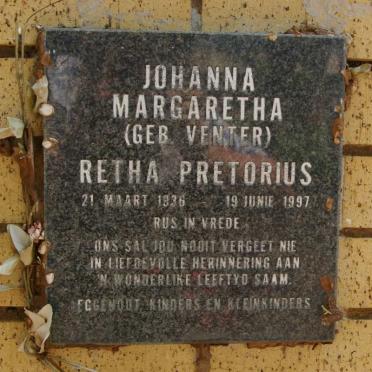 JOHANNA
MARGARETHA
(GEB VENTER)
RETHA PRETORIUS
21 MAART 1936 - 19 JUNIE 1997
RUS IN VREDE
ONS SAL JOU NOOIT VERGEET NIE
IN LIEFDEVOLLE HERINNERING AAN
'N WONDERLIKE LEEFTYD SAAM.
EGGENOOT, KINDERS EN KLEINKINDERS